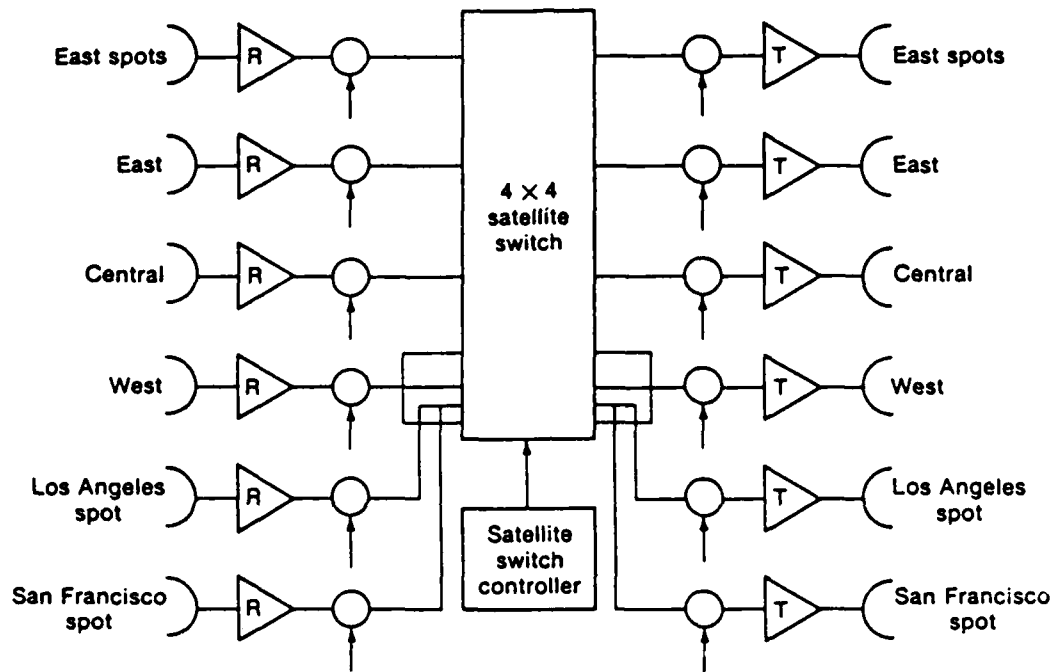 East spots
R
T
East spots
East
R
T
East
4 × 4
satellite
switch
Central
R
T
Central
West
R
T
West
Los Angeles
spot
R
T
Los Angeles
spot
Satellite
switch
controller
San Francisco
spot
R
T
San Francisco
spot